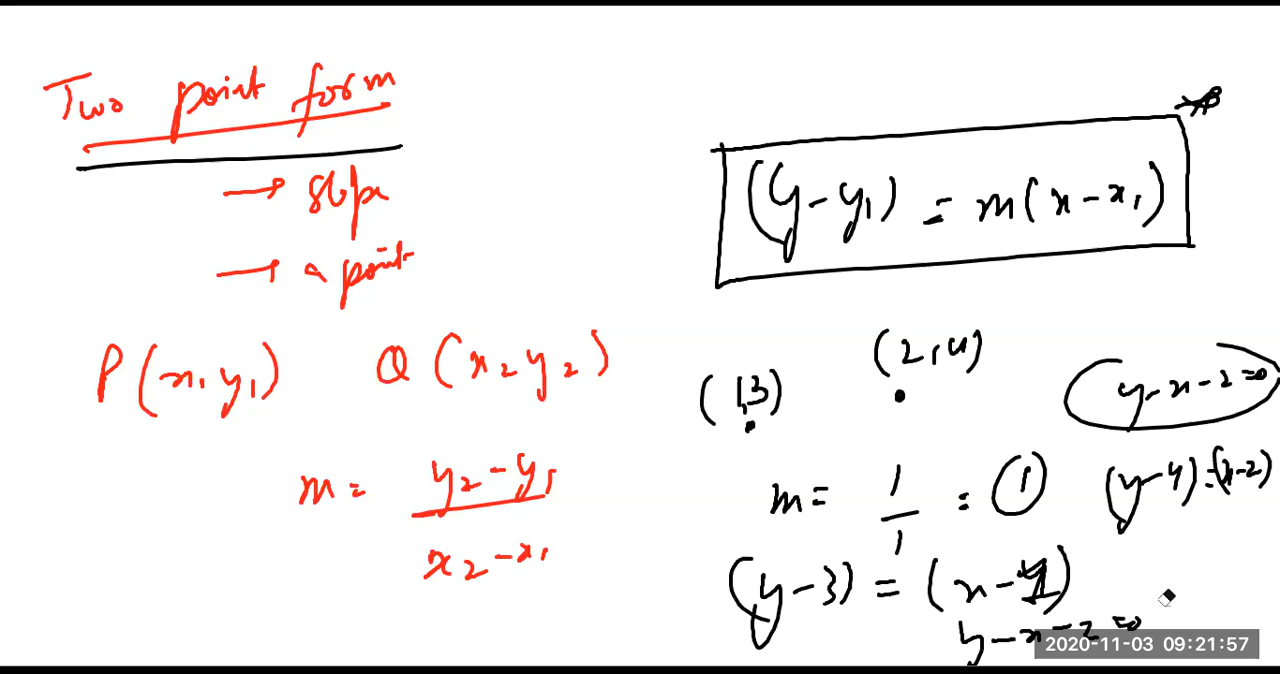 Two point form
→ slope
→ a point
P(x₁ y₁) Q(x₂ y₂)
m = y₂ - y₁ / x₂ - x₁
(y - y₁) = m(x - x₁)
(1,3) (2,4)
m = 1/1 = 1
(y - 3) = (x - 1)
y - x - 2 = 0
y - x - 2 = 0
(y - 4) = (x - 2)
2020-11-03 09:21:57